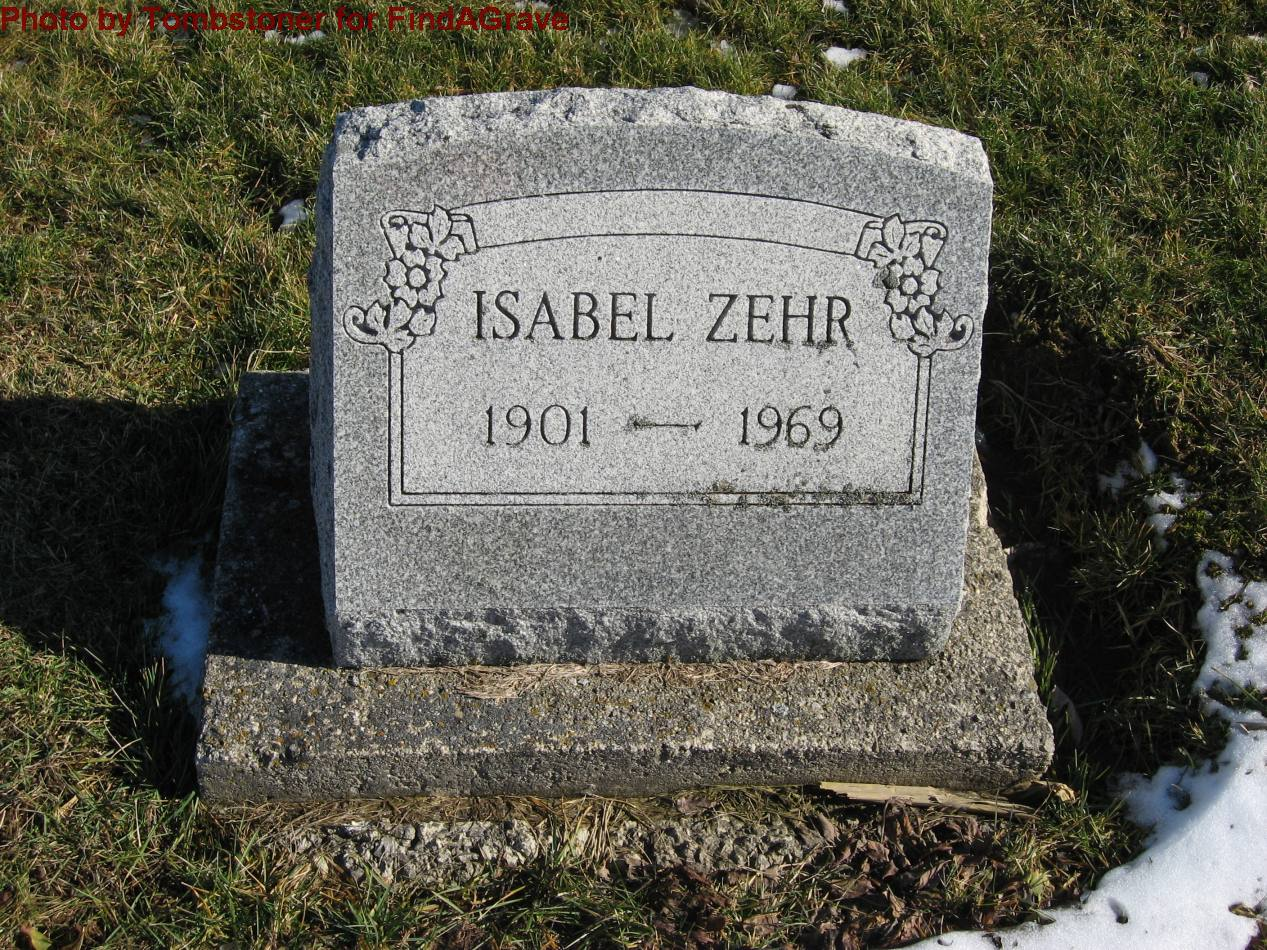 Photo by Tombstoner for FindAGrave
ISABEL ZEHR
1901 — 1969